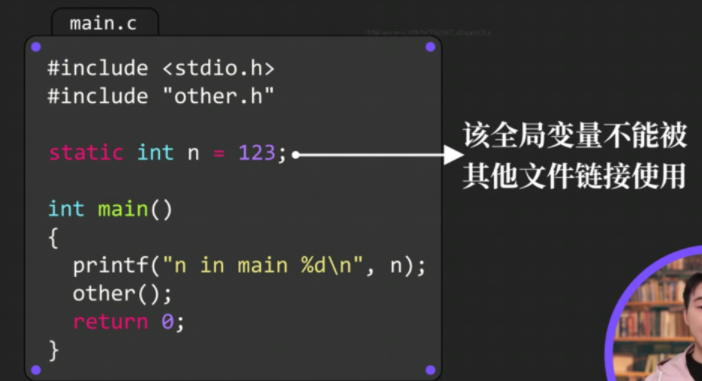 main.c
#include <stdio.h>
#include "other.h"
static int n = 123;
该全局变量不能被
其他文件链接使用
int main()
{
printf("n in main %d\n", n);
other();
return 0;
}